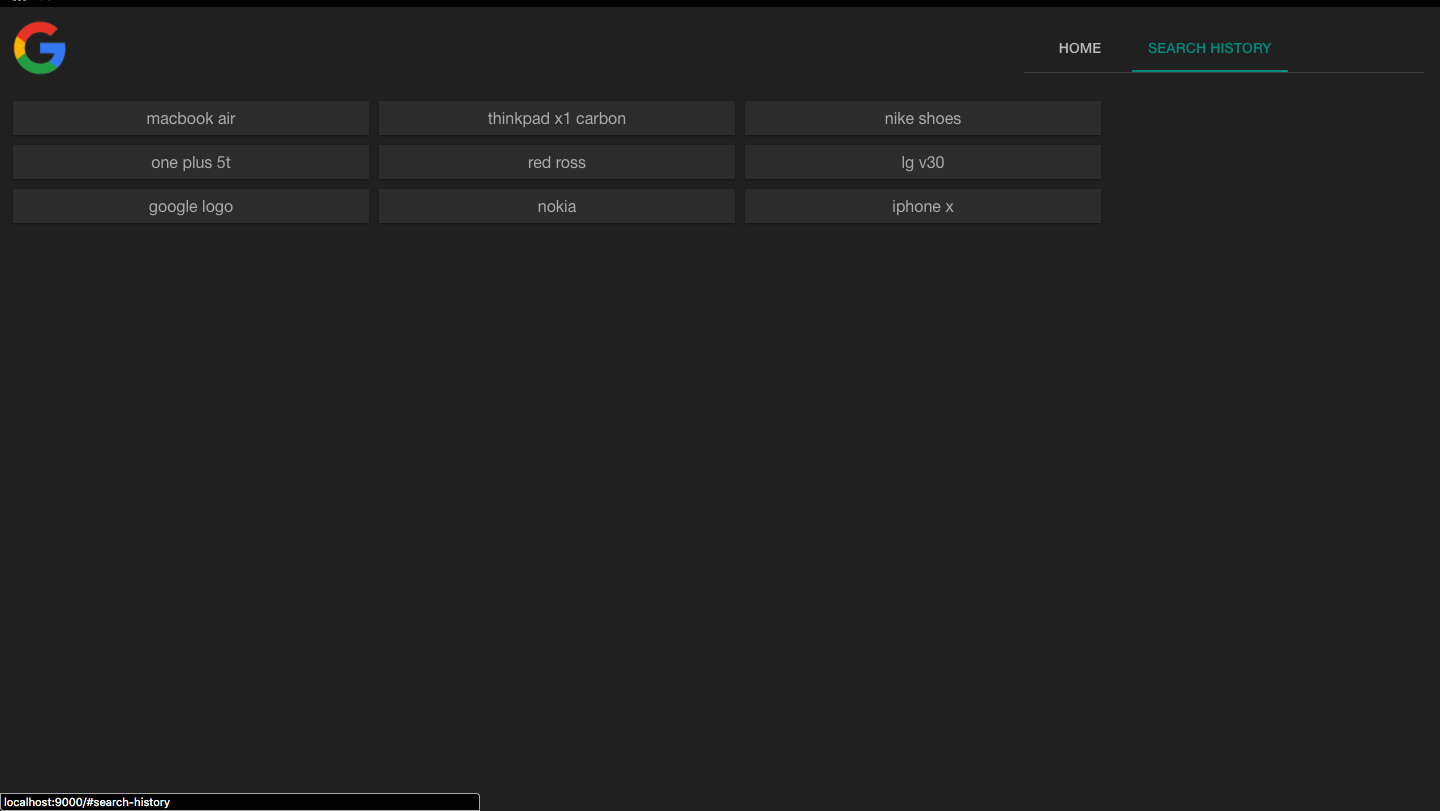 HOME SEARCH HISTORY
macbook air thinkpad x1 carbon nike shoes
one plus 5t red ross lg v30
google logo nokia iphone x
localhost:9000/#search-history